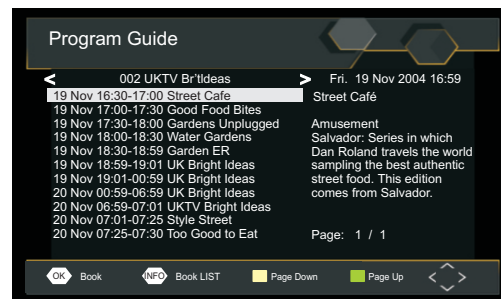 Program Guide
< 002 UKTV Br'tIdeas > Fri. 19 Nov 2004 16:59
19 Nov 16:30-17:00 Street Cafe
19 Nov 17:00-17:30 Good Food Bites
19 Nov 17:30-18:00 Gardens Unplugged
19 Nov 18:00-18:30 Water Gardens
19 Nov 18:30-18:59 Garden ER
19 Nov 18:59-19:01 UK Bright Ideas
19 Nov 19:01-00:59 UK Bright Ideas
20 Nov 00:59-06:59 UK Bright Ideas
20 Nov 06:59-07:01 UKTV Bright Ideas
20 Nov 07:01-07:25 Style Street
20 Nov 07:25-07:30 Too Good to Eat
Street Café
Amusement
Salvador: Series in which
Dan Roland travels the world
sampling the best authentic
street food. This edition
comes from Salvador.
Page: 1 / 1
OK Book INFO Book LIST Page Down Page Up